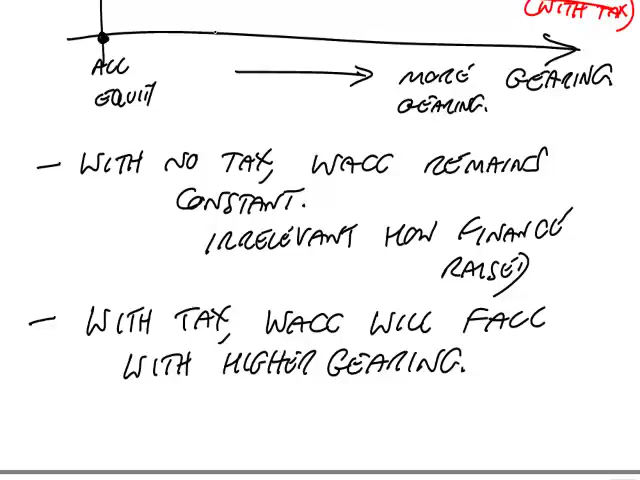 (WITH TAX)
ALL
EQUITY
MORE GEARING
GEARING.
- WITH NO TAX, WACC REMAINS
CONSTANT.
IRRELEVANT HOW FINANCE
RAISED
- WITH TAX, WACC WILL FALL
WITH HIGHER GEARING.